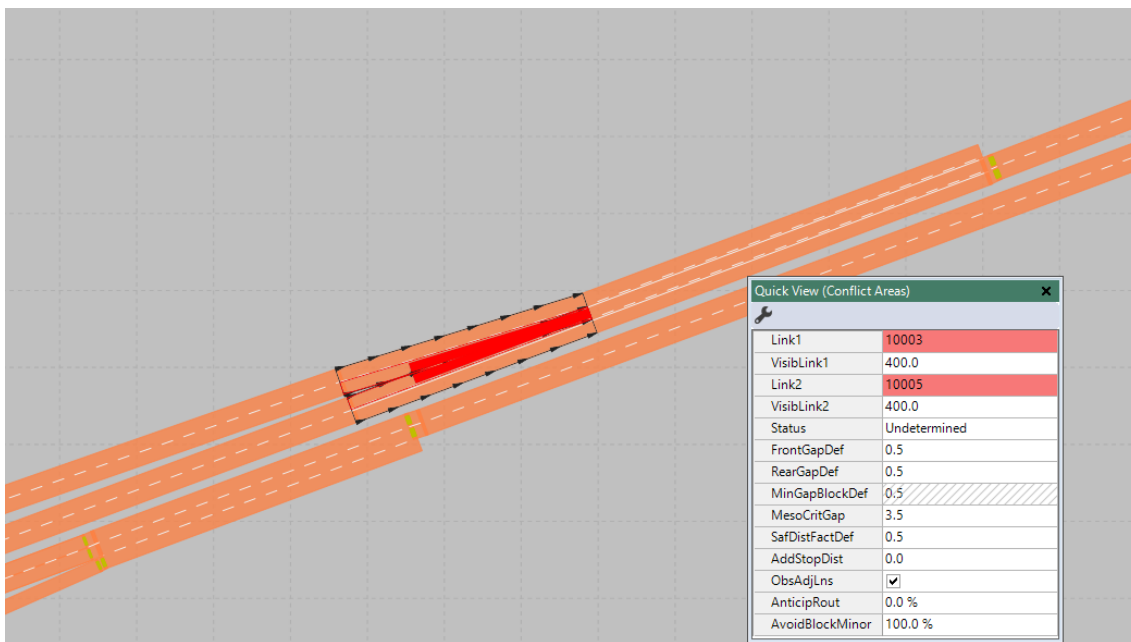 Quick View (Conflict Areas)
Link1 10003
VisibLink1 400.0
Link2 10005
VisibLink2 400.0
Status Undetermined
FrontGapDef 0.5
RearGapDef 0.5
MinGapBlockDef 0.5
MesoCritGap 3.5
SafDistFactDef 0.5
AddStopDist 0.0
ObsAdjLns
AnticipRout 0.0 %
AvoidBlockMinor 100.0 %